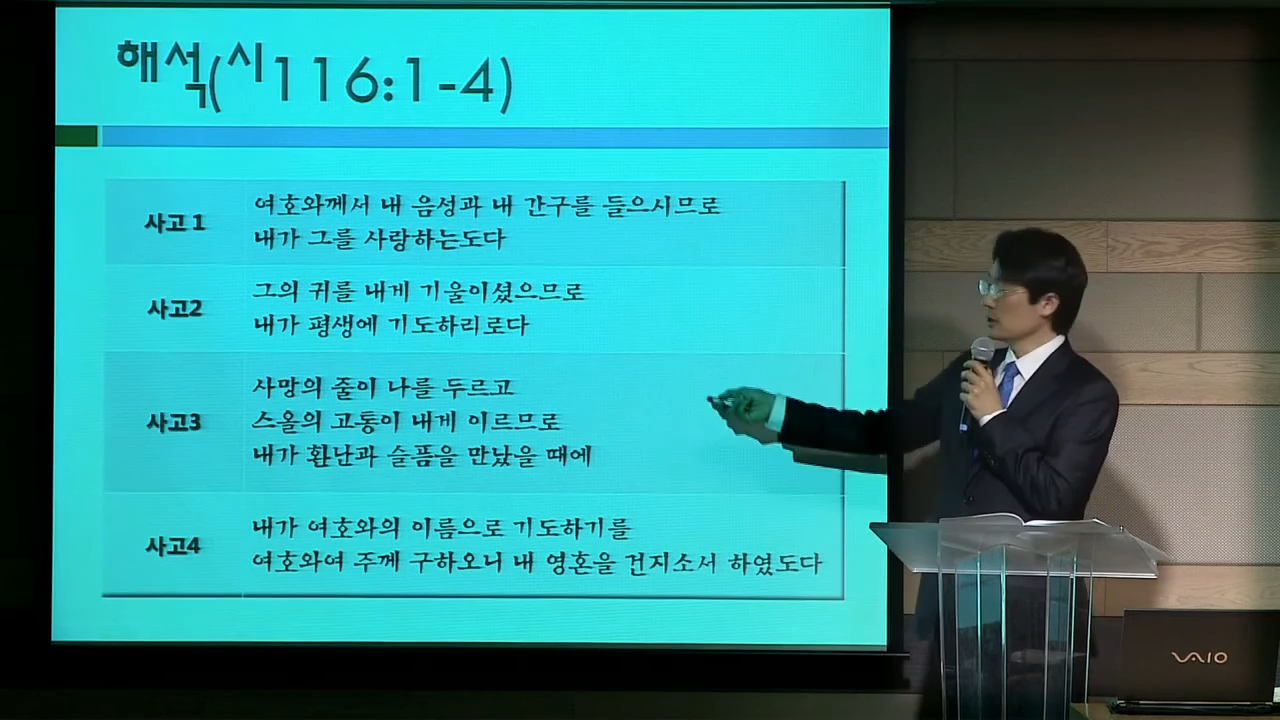 해석(시116:1-4)
사고 1
여호와께서 내 음성과 내 간구를 들으시므로
내가 그를 사랑하는도다
사고2
그의 귀를 내게 기울이셨으므로
내가 평생에 기도하리로다
사고3
사망의 줄이 나를 두르고
스올의 고통이 내게 이르므로
내가 환난과 슬픔을 만났을 때에
사고4
내가 여호와의 이름으로 기도하기를
여호와여 주께 구하오니 내 영혼을 건지소서 하였도다
VAIO